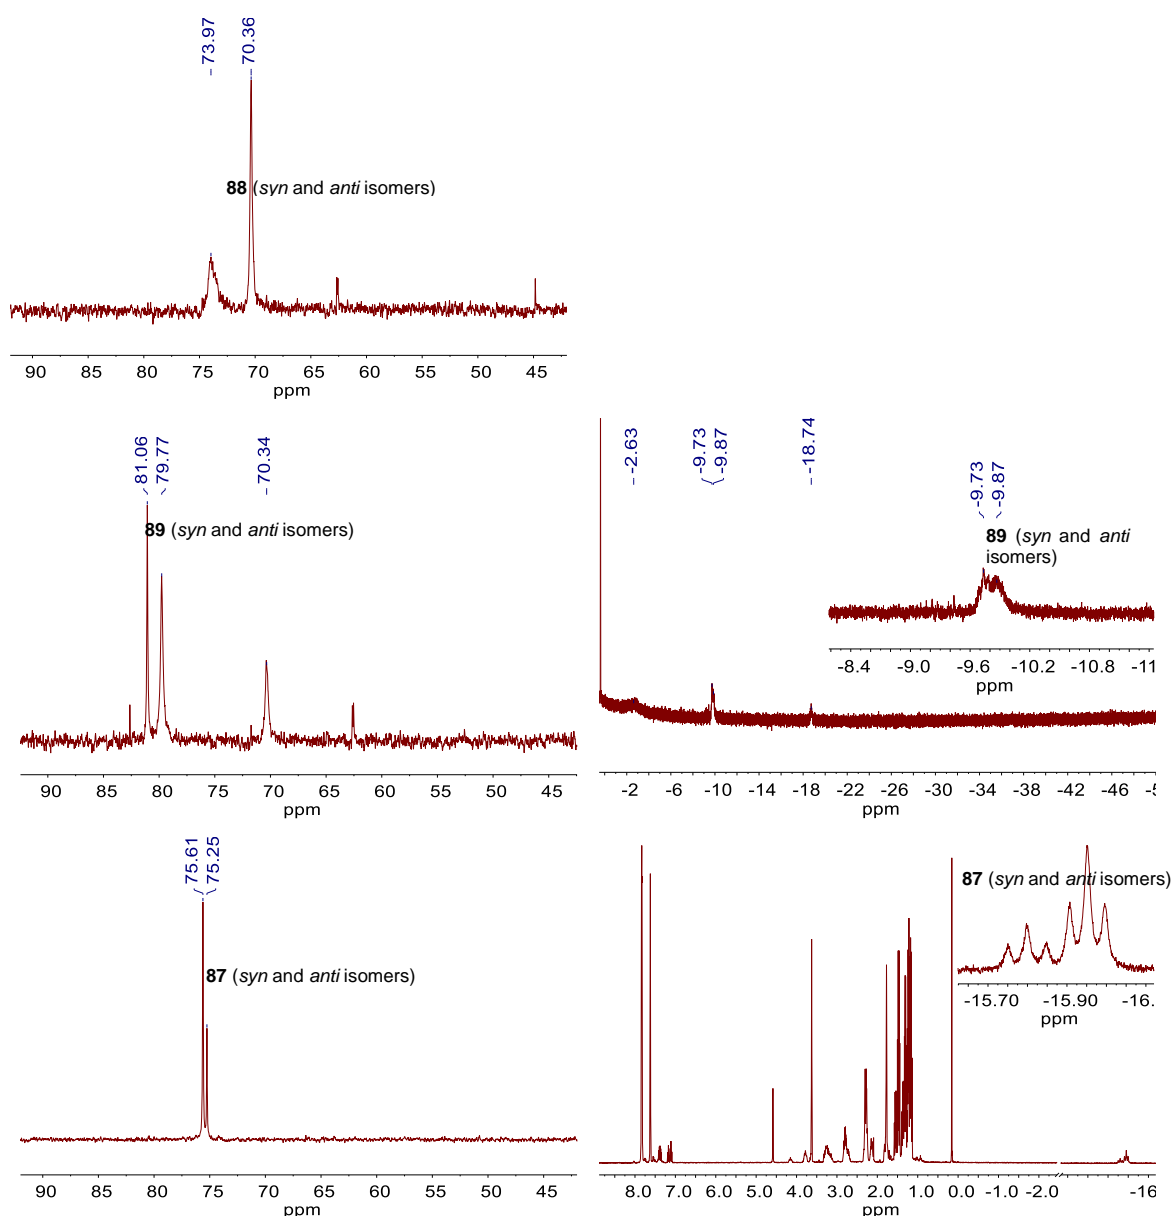 73.97
70.36
88 (syn and anti isomers)
90 85 80 75 70 65 60 55 50 45
ppm
81.06
79.77
70.34
89 (syn and anti isomers)
90 85 80 75 70 65 60 55 50 45
ppm
-2.63
-9.73
-9.87
-18.74
-9.73
-9.87
89 (syn and anti
isomers)
-8.4 -9.0 -9.6 -10.2 -10.8 -11
ppm
-2 -6 -10 -14 -18 -22 -26 -30 -34 -38 -42 -46
ppm
75.61
75.25
87 (syn and anti isomers)
90 85 80 75 70 65 60 55 50 45
ppm
87 (syn and anti isomers)
-15.70 -15.90 -16.
ppm
8.0 7.0 6.0 5.0 4.0 3.0 2.0 1.0 0.0 -1.0 -2.0 -16
ppm